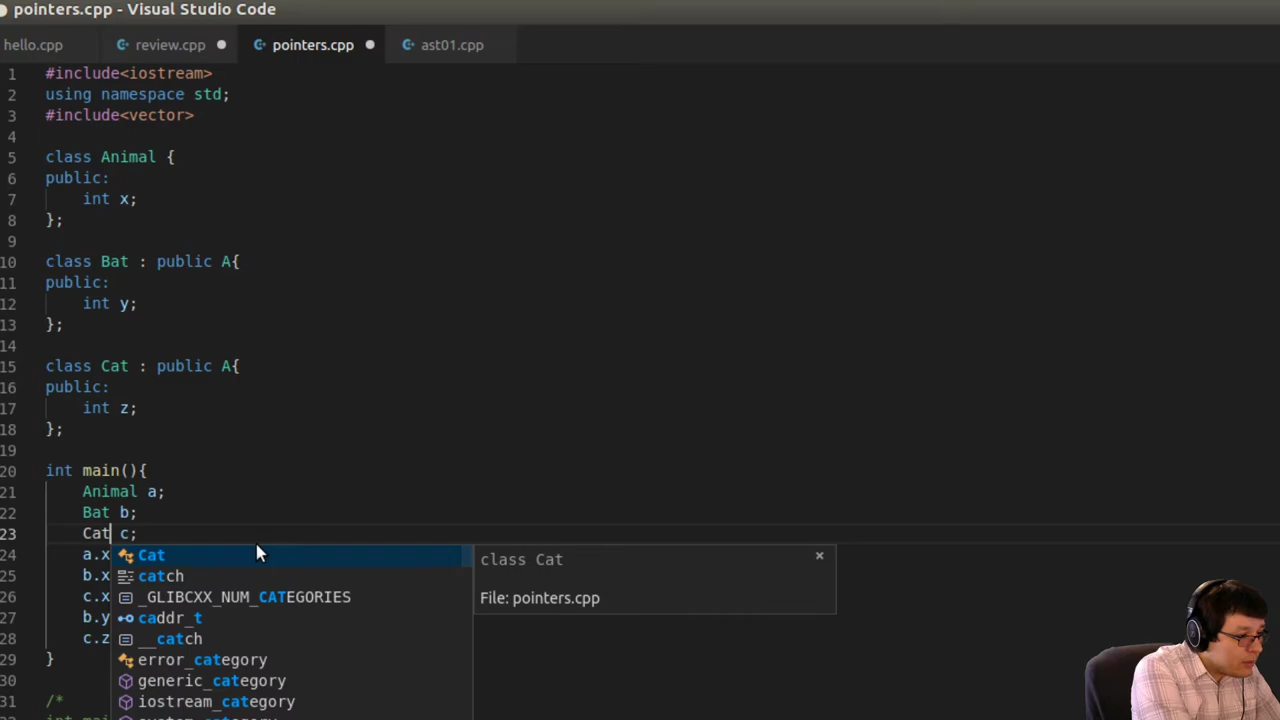 pointers.cpp - Visual Studio Code
hello.cpp review.cpp pointers.cpp ast01.cpp
1 #include<iostream>
2 using namespace std;
3 #include<vector>
4
5 class Animal {
6 public:
7 int x;
8 };
9
10 class Bat : public A{
11 public:
12 int y;
13 };
14
15 class Cat : public A{
16 public:
17 int z;
18 };
19
20 int main(){
21 Animal a;
22 Bat b;
23 Cat c;
24 a.x
25 b.x
26 c.x
27 b.y
28 c.z
29 }
30
31 /*
Cat
catch
_GLIBCXX_NUM_CATEGORIES
caddr_t
__catch
error_category
generic_category
iostream_category
class Cat
File: pointers.cpp